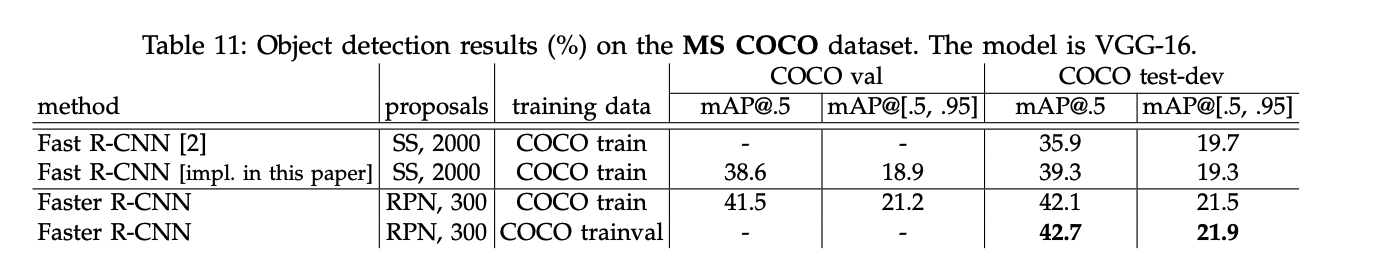 Table 11: Object detection results (%) on the MS COCO dataset. The model is VGG-16.
COCO val COCO test-dev
method proposals training data mAP@.5 mAP@[.5, .95] mAP@.5 mAP@[.5, .95]
Fast R-CNN [2] SS, 2000 COCO train - - 35.9 19.7
Fast R-CNN [impl. in this paper] SS, 2000 COCO train 38.6 18.9 39.3 19.3
Faster R-CNN RPN, 300 COCO train 41.5 21.2 42.1 21.5
Faster R-CNN RPN, 300 COCO trainval - - 42.7 21.9